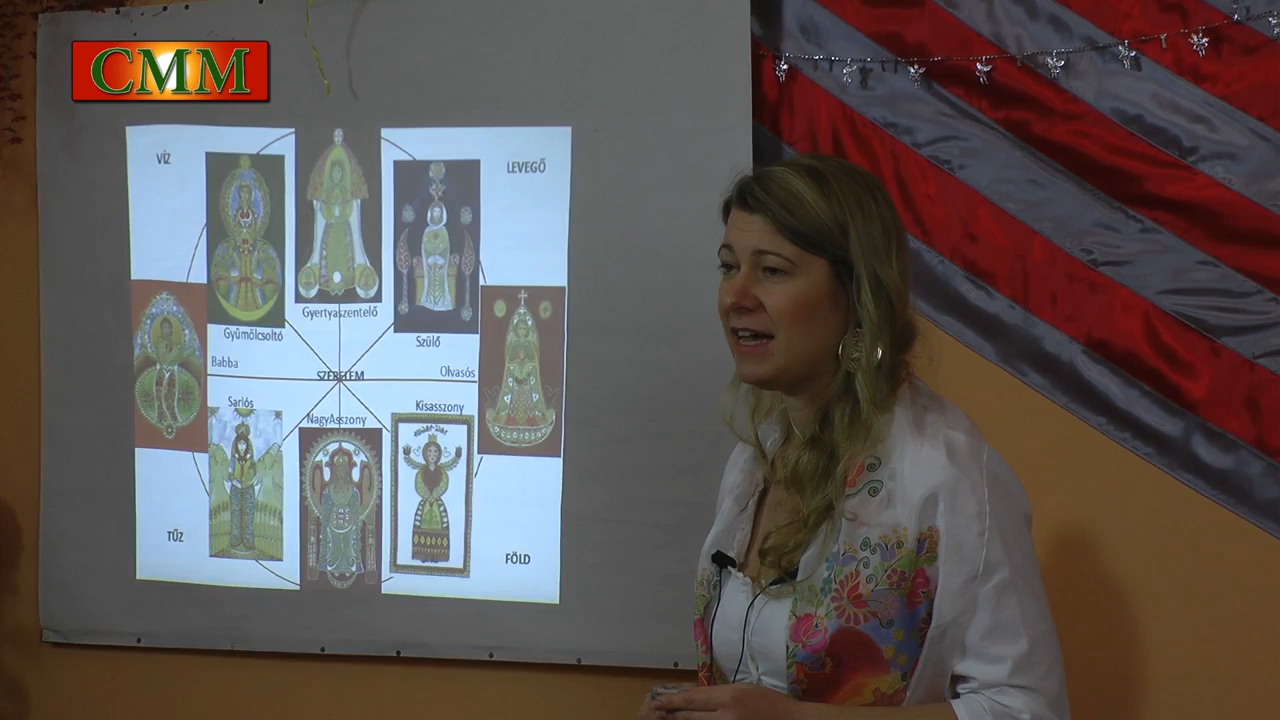 CMM
VÍZ
LEVEGŐ
Gyertyaszentelő
Gyümölcsoltó
Szülő
Babba
SZERELEM
Olvasós
Sarlós
NagyAsszony
Kisasszony
TŰZ
FÖLD